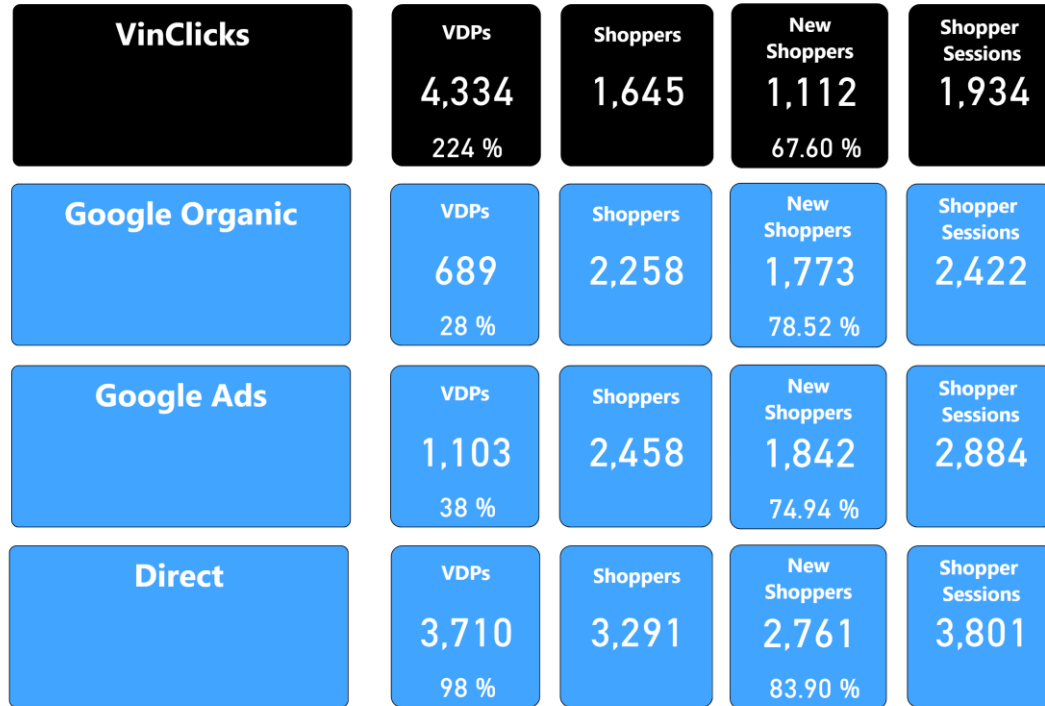 VinClicks
VDPs
4,334
224 %
Shoppers
1,645
New
Shoppers
1,112
67.60 %
Shopper
Sessions
1,934
Google Organic
VDPs
689
28 %
Shoppers
2,258
New
Shoppers
1,773
78.52 %
Shopper
Sessions
2,422
Google Ads
VDPs
1,103
38 %
Shoppers
2,458
New
Shoppers
1,842
74.94 %
Shopper
Sessions
2,884
Direct
VDPs
3,710
98 %
Shoppers
3,291
New
Shoppers
2,761
83.90 %
Shopper
Sessions
3,801